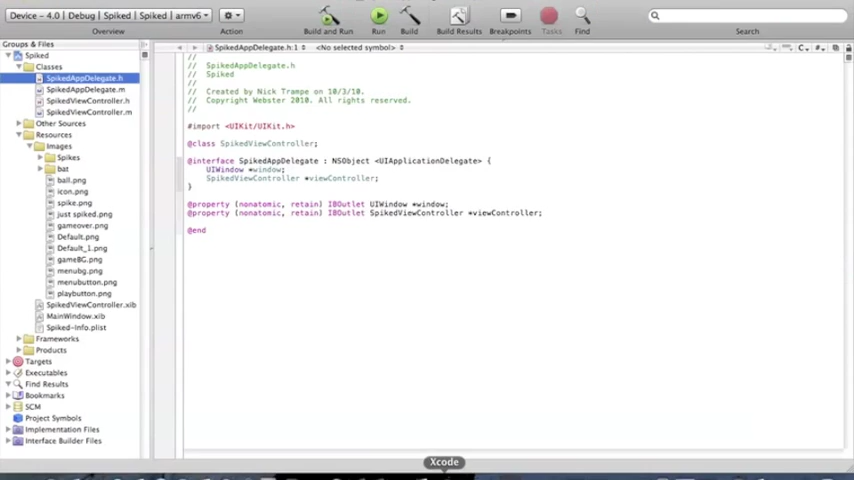 Device - 4.0 | Debug | Spiked | Spiked | armv6
Overview
Action
Build and Run
Run
Build
Build Results
Breakpoints
Tasks
Find
Search
Groups & Files
SpikedAppDelegate.h:1
<No selected symbol>
C
#
Spiked
Classes
SpikedAppDelegate.h
SpikedAppDelegate.m
SpikedViewController.h
SpikedViewController.m
Other Sources
Resources
Images
Spikes
bat
ball.png
icon.png
spike.png
just spiked.png
gameover.png
Default.png
Default_1.png
gameBG.png
menubg.png
menubutton.png
playbutton.png
SpikedViewController.xib
MainWindow.xib
Spiked-Info.plist
Frameworks
Products
Targets
Executables
Find Results
Bookmarks
SCM
Project Symbols
Implementation Files
Interface Builder Files
//
// SpikedAppDelegate.h
// Spiked
//
// Created by Nick Trampe on 10/3/10.
// Copyright Webster 2010. All rights reserved.
//
#import <UIKit/UIKit.h>
@class SpikedViewController;
@interface SpikedAppDelegate : NSObject <UIApplicationDelegate> {
UIWindow *window;
SpikedViewController *viewController;
}
@property (nonatomic, retain) IBOutlet UIWindow *window;
@property (nonatomic, retain) IBOutlet SpikedViewController *viewController;
@end
Xcode